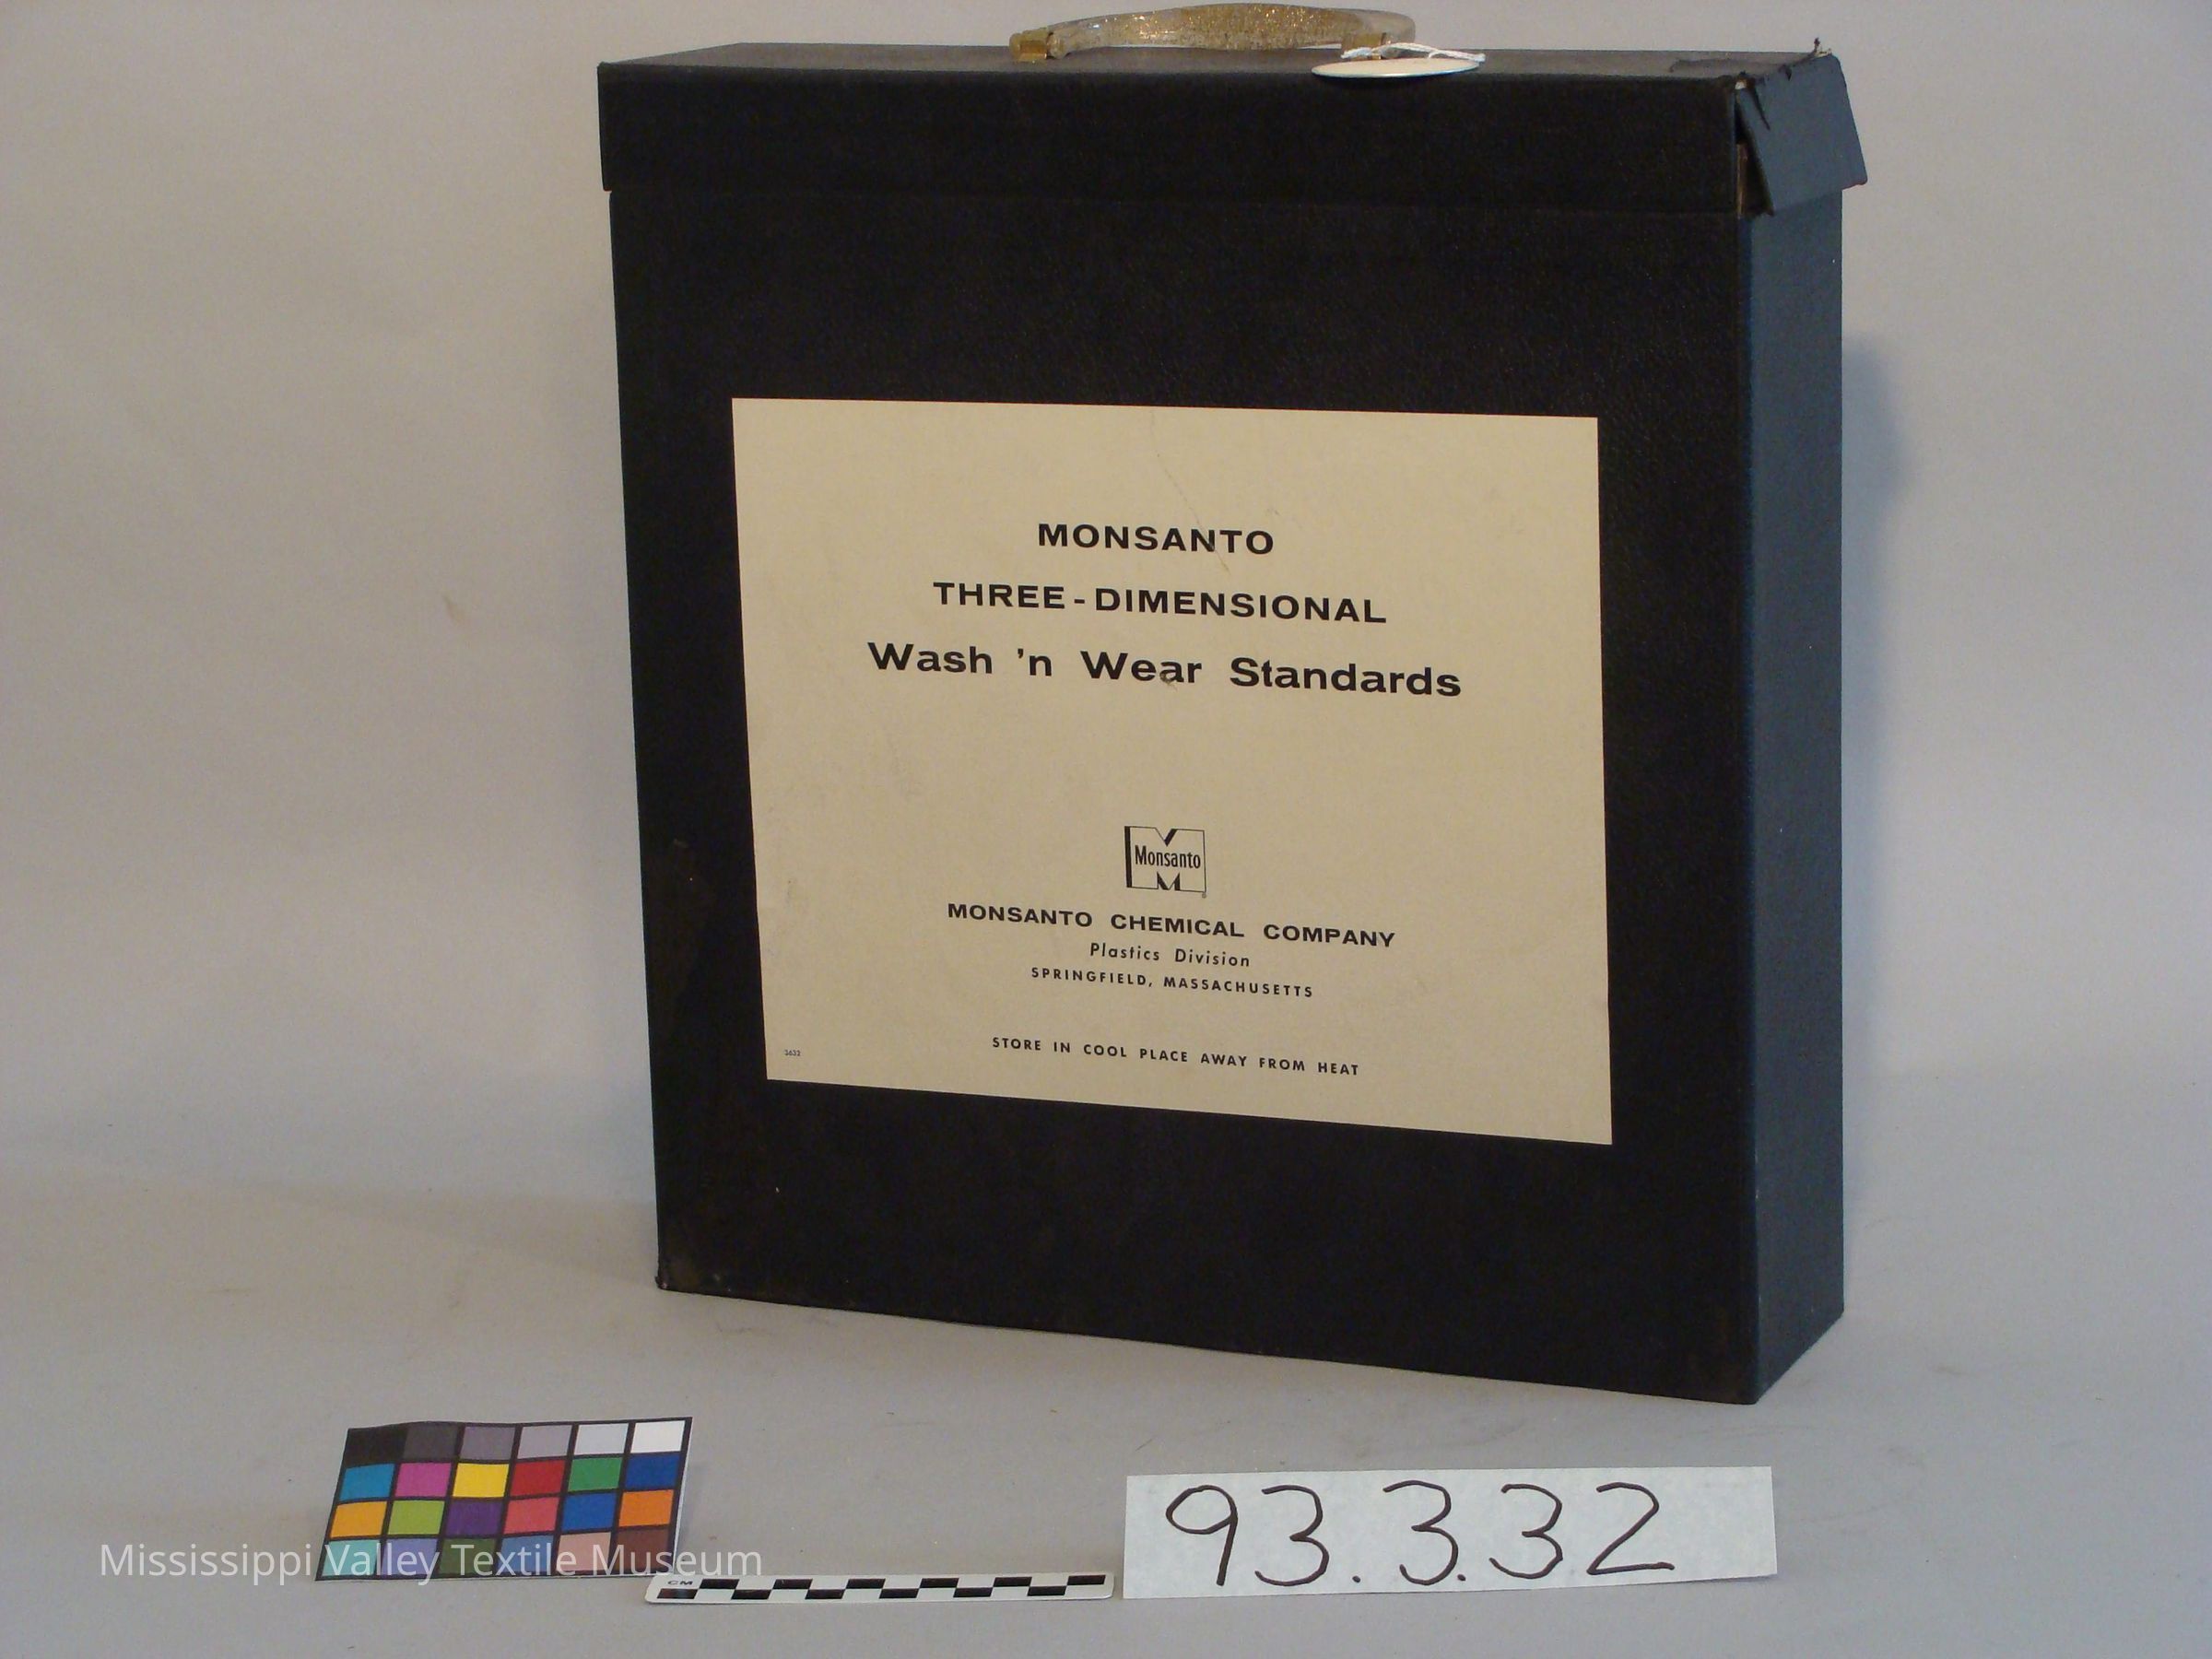 MONSANTO
THREE-DIMENSIONAL
Wash 'n Wear Standards
Monsanto
MONSANTO CHEMICAL COMPANY
Plastics Division
SPRINGFIELD, MASSACHUSETTS
STORE IN COOL PLACE AWAY FROM HEAT
93.3.32
Mississippi Valley Textile Museum
CM